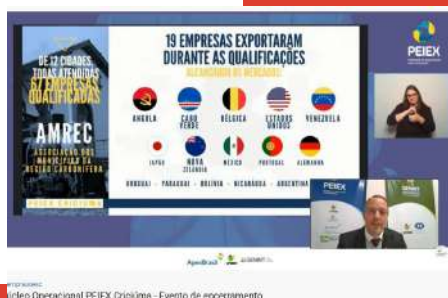 DE 12 CIDADES,
TODAS ATENDIDAS
67 EMPRESAS
QUALIFICADAS
AMREC
ASSOCIAÇÃO DOS
MUNICÍPIOS DA
REGIÃO CARBONÍFERA
PEIEX CRICIÚMA
19 EMPRESAS EXPORTARAM
DURANTE AS QUALIFICAÇÕES
ALCANÇANDO OS MERCADOS:
ANGOLA
CABO VERDE
BÉLGICA
ESTADOS UNIDOS
VENEZUELA
JAPÃO
NOVA ZELANDIA
MÉXICO
PORTUGAL
ALEMANHA
URUGUAI - PARAGUAI - BOLÍVIA - NICARÁGUA - ARGENTINA
PEIEX
PEIEX
ApexBrasil
Operacional PEIEX Criciúma - Evento de encerramento